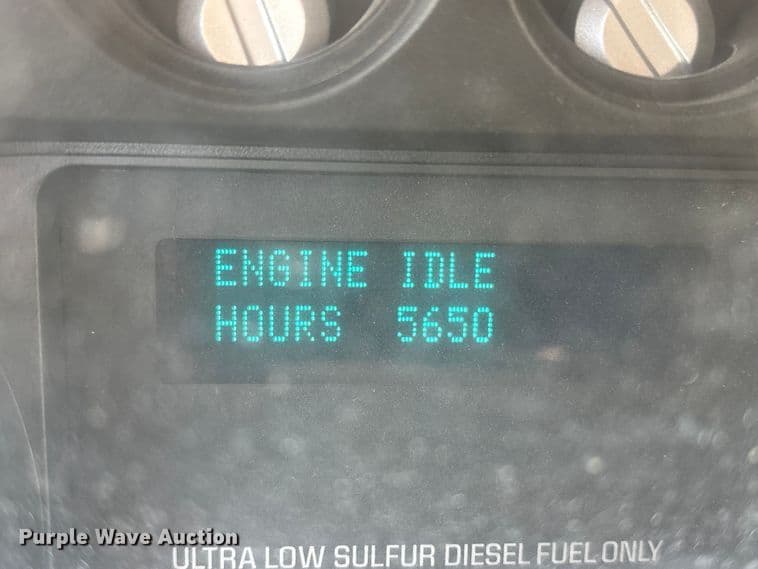 ENGINE IDLE
HOURS 5650
Purple Wave Auction
ULTRA LOW SULFUR DIESEL FUEL ONLY